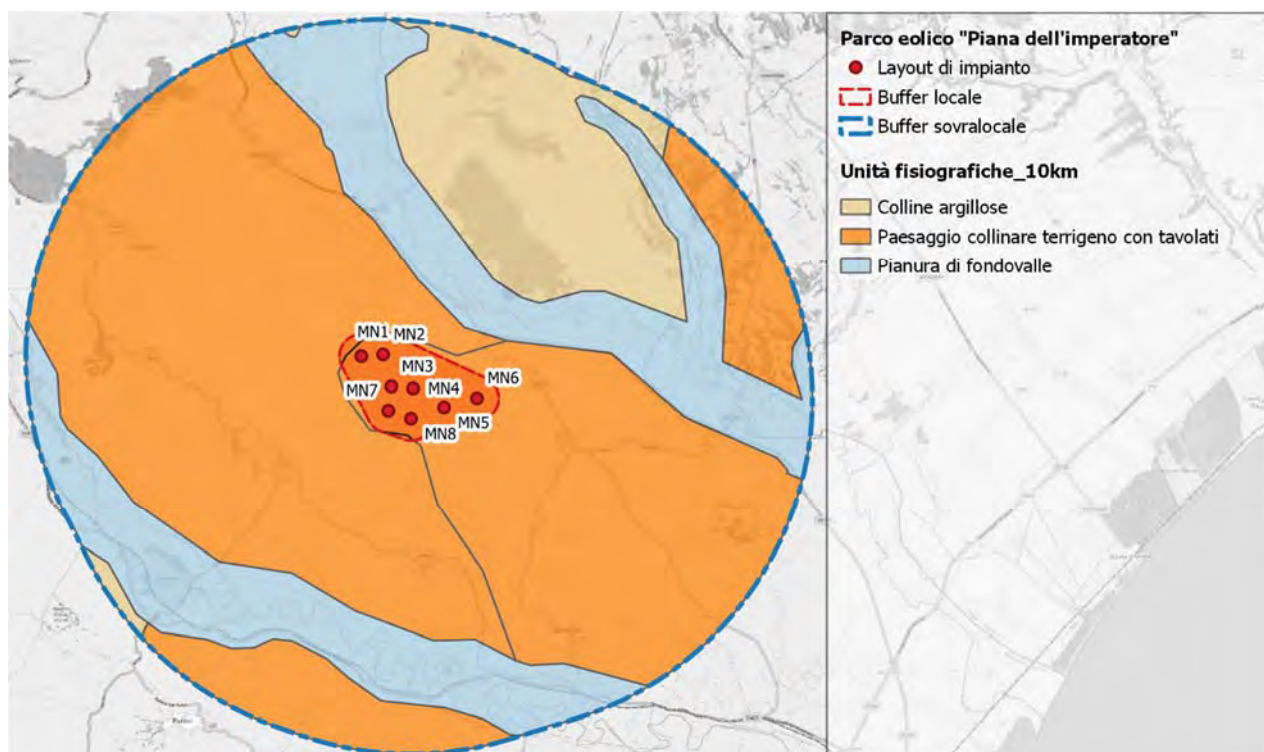 Parco eolico "Piana dell'imperatore"
Layout di impianto
Buffer locale
Buffer sovralocale
Unità fisiografiche_10km
Colline argillose
Paesaggio collinare terrigeno con tavolati
Pianura di fondovalle
MN1
MN2
MN3
MN4
MN6
MN7
MN5
MN8